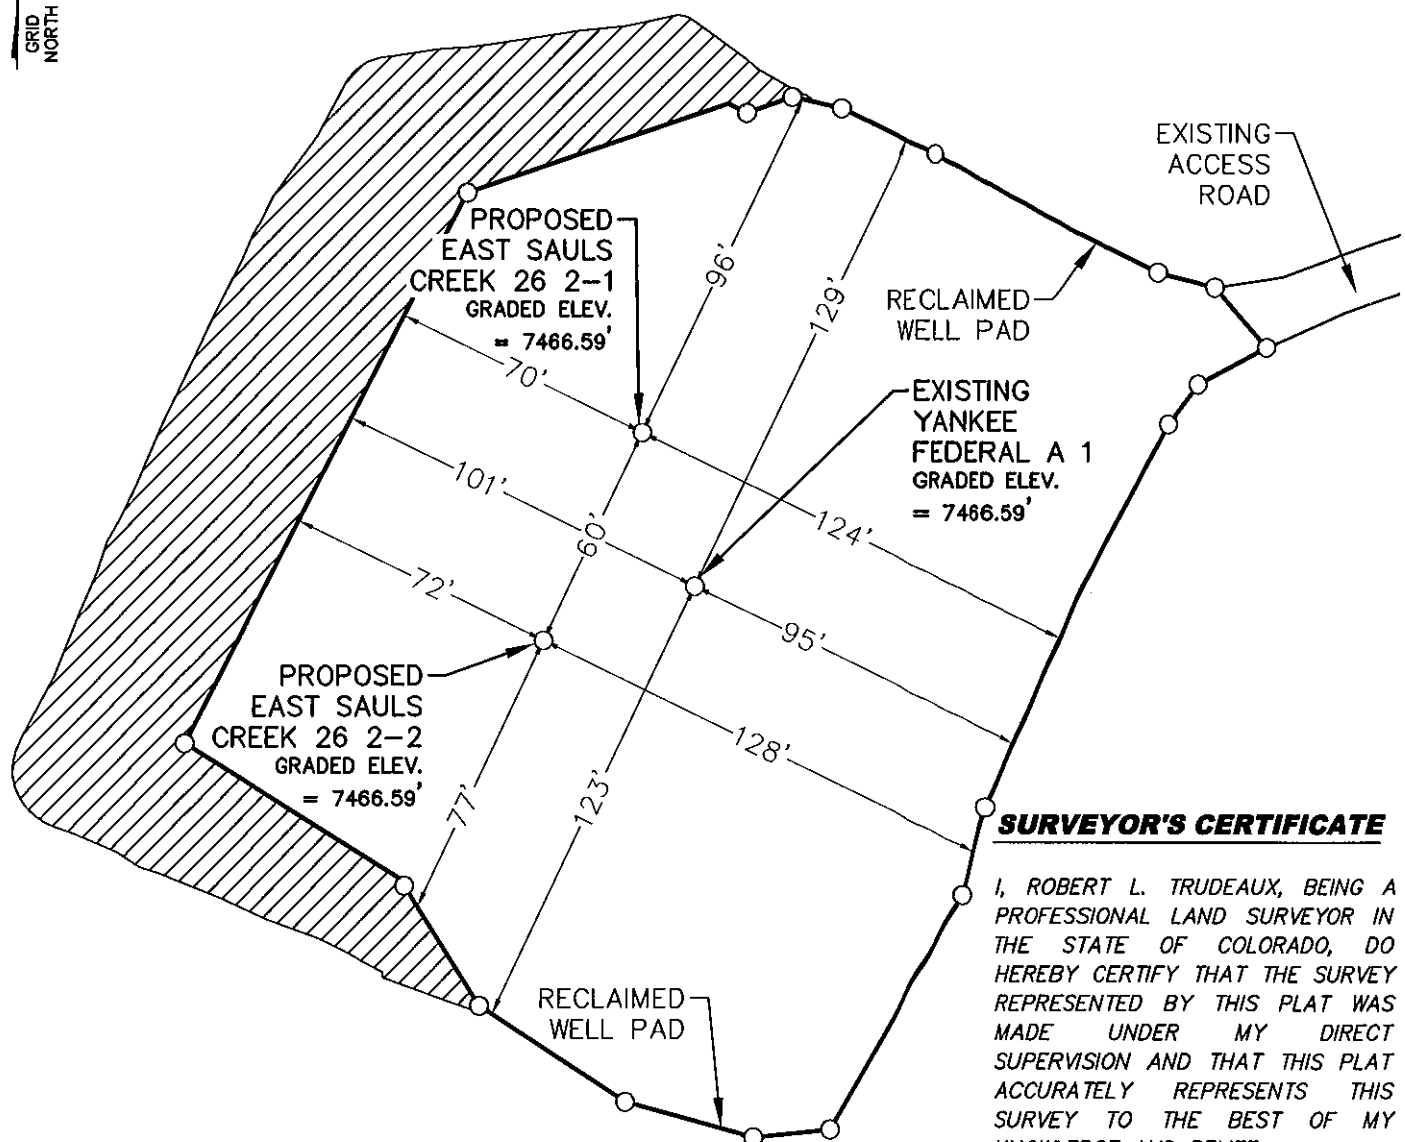 GRID
NORTH
EXISTING
ACCESS
ROAD
PROPOSED
EAST SAULS
CREEK 26 2-1
GRADED ELEV.
= 7466.59'
96'
129'
RECLAIMED
WELL PAD
70'
EXISTING
YANKEE
FEDERAL A 1
GRADED ELEV.
= 7466.59'
101'
60'
124'
72'
95'
PROPOSED
EAST SAULS
CREEK 26 2-2
GRADED ELEV.
= 7466.59'
128'
77'
123'
RECLAIMED
WELL PAD
SURVEYOR'S CERTIFICATE
I, ROBERT L. TRUDEAUX, BEING A
PROFESSIONAL LAND SURVEYOR IN
THE STATE OF COLORADO, DO
HEREBY CERTIFY THAT THE SURVEY
REPRESENTED BY THIS PLAT WAS
MADE UNDER MY DIRECT
SUPERVISION AND THAT THIS PLAT
ACCURATELY REPRESENTS THIS
SURVEY TO THE BEST OF MY